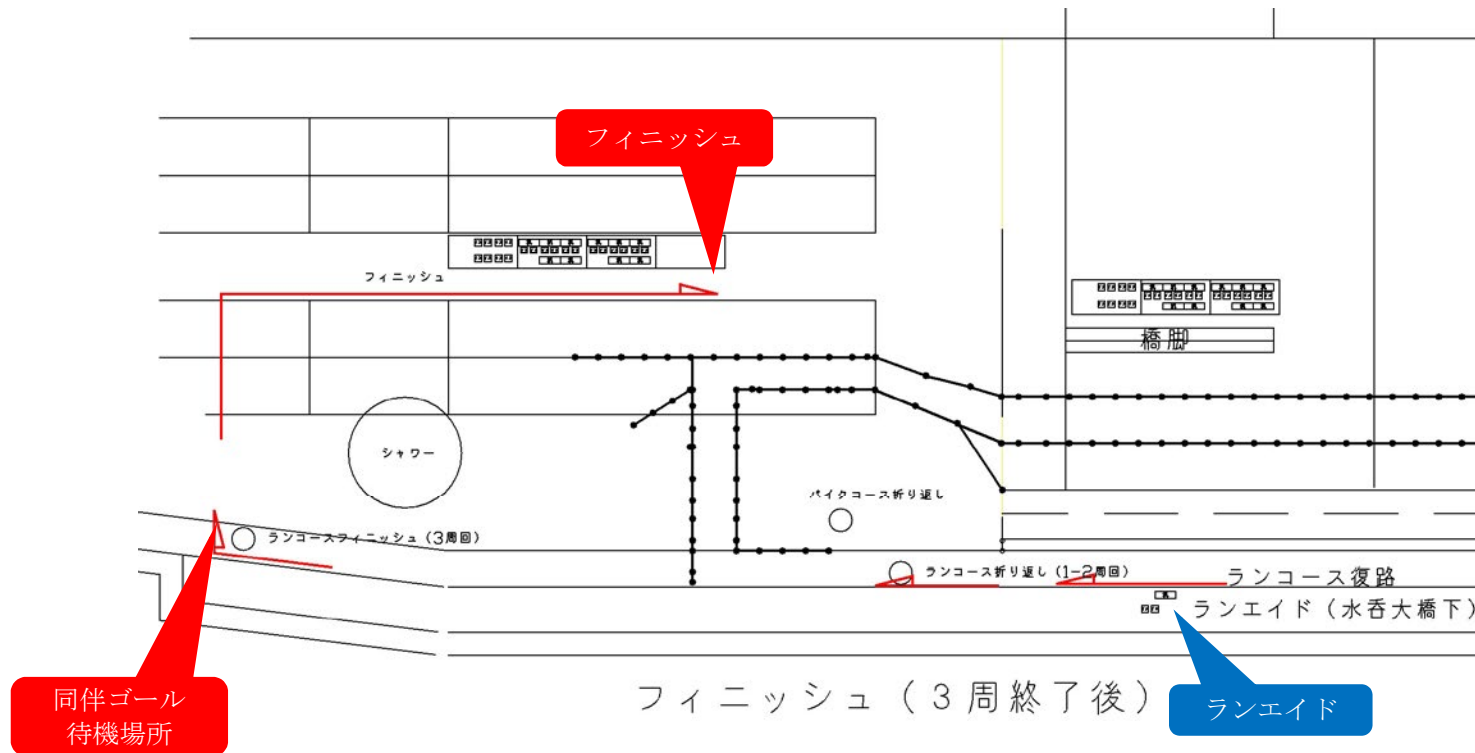 フィニッシュ
フィニッシュ
橋脚
シャワー
バイクコース折り返し
ランコースフィニッシュ（3周回）
ランコース折り返し（1-2周回）
ランコース復路
ランエイド（水呑大橋下）
フィニッシュ（３周終了後）
ランエイド
同伴ゴール
待機場所